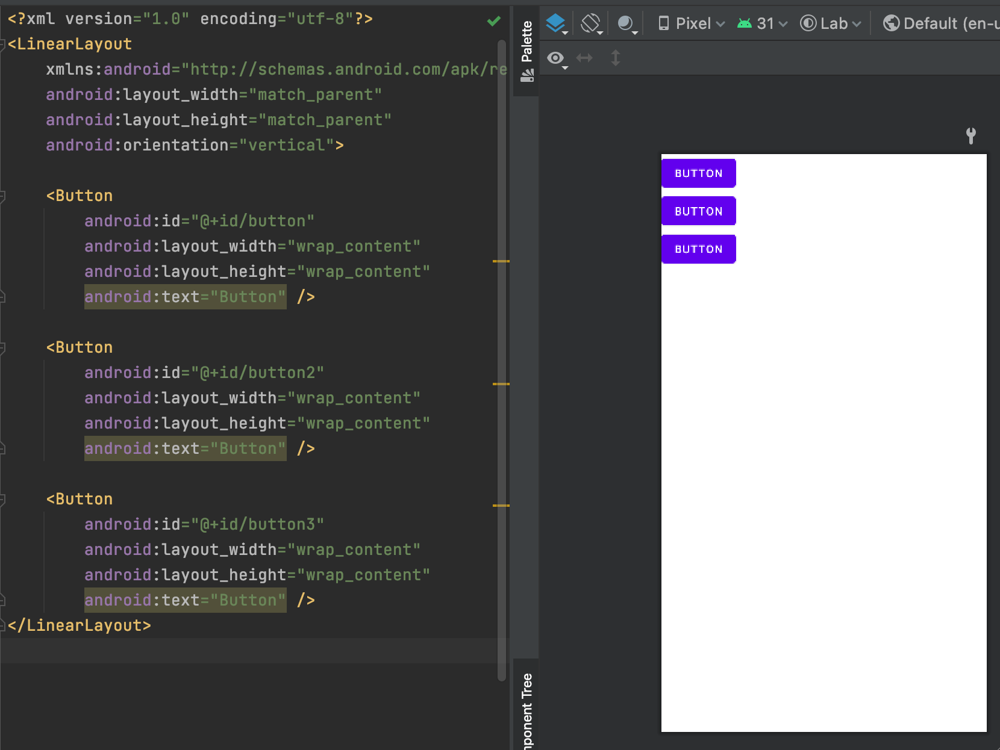 <?xml version="1.0" encoding="utf-8"?>
<LinearLayout
xmlns:android="http://schemas.android.com/apk/re
android:layout_width="match_parent"
android:layout_height="match_parent"
android:orientation="vertical">
<Button
android:id="@+id/button"
android:layout_width="wrap_content"
android:layout_height="wrap_content"
android:text="Button" />
<Button
android:id="@+id/button2"
android:layout_width="wrap_content"
android:layout_height="wrap_content"
android:text="Button" />
<Button
android:id="@+id/button3"
android:layout_width="wrap_content"
android:layout_height="wrap_content"
android:text="Button" />
</LinearLayout>
Palette
ponent Tree
Pixel 31 Lab Default (en-u
BUTTON
BUTTON
BUTTON